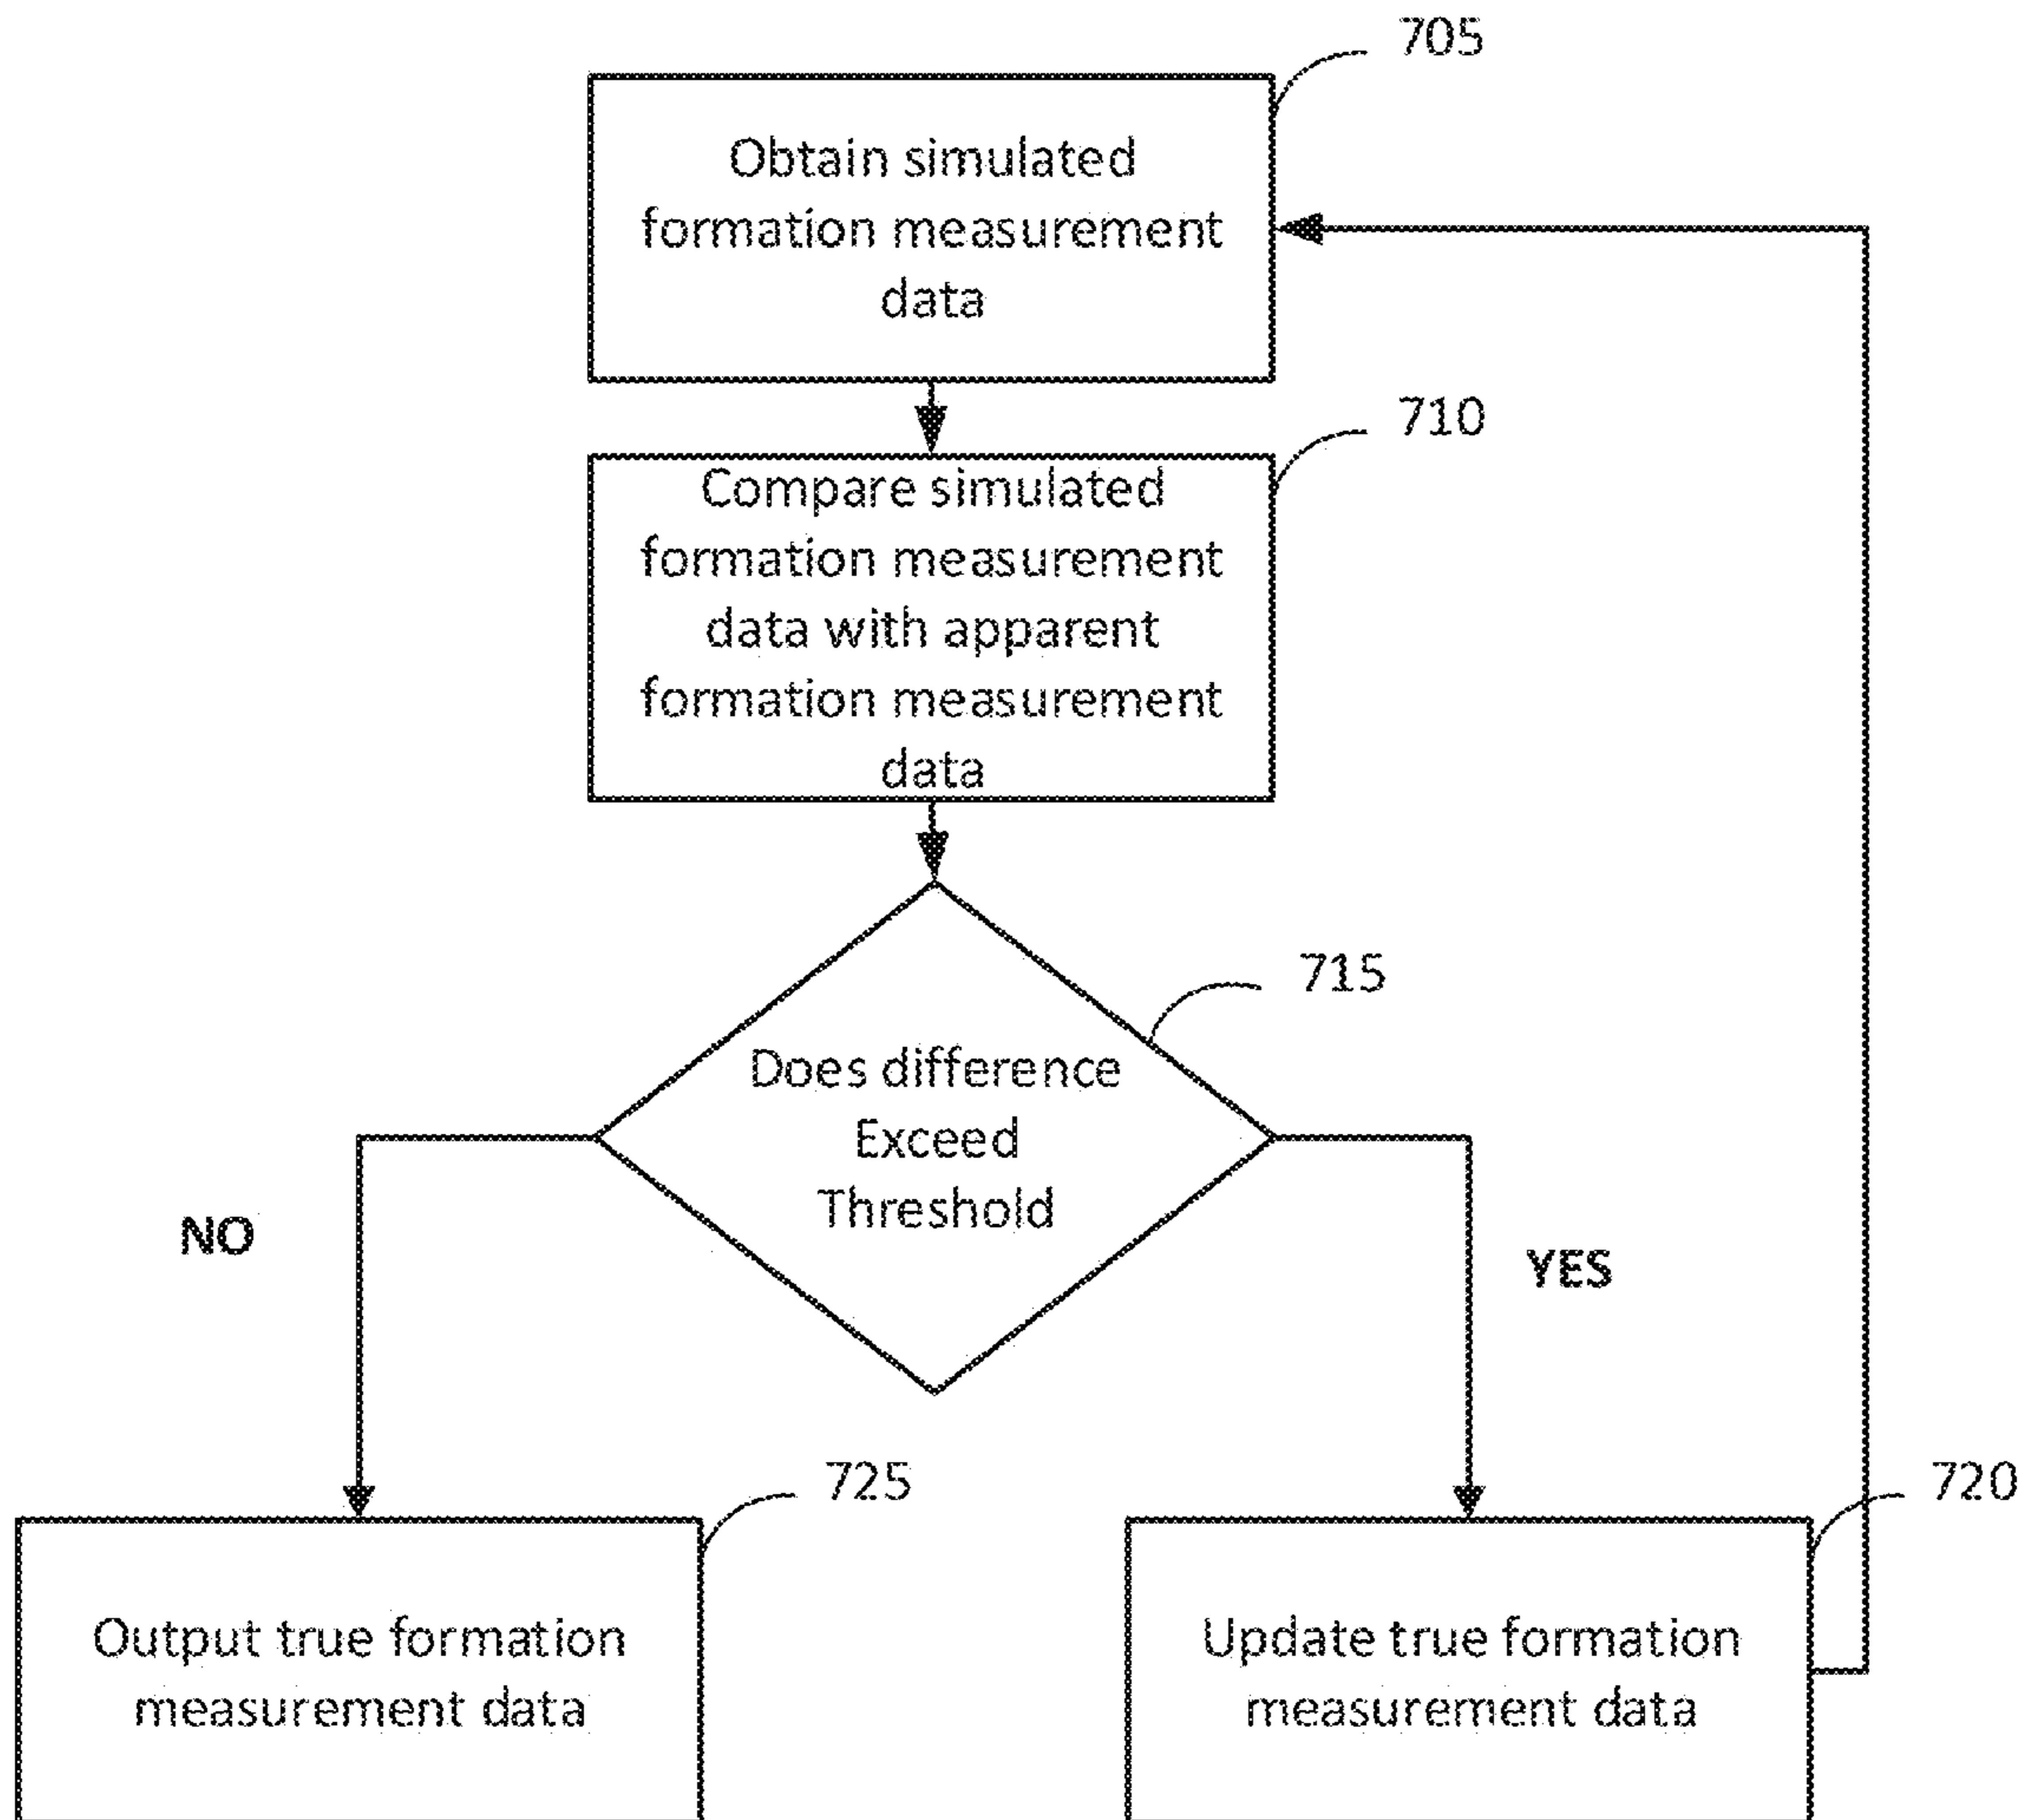 705
Obtain simulated
formation measurement
data
710
Compare simulated
formation measurement
data with apparent
formation measurement
data
715
Does difference
Exceed
Threshold
NO
YES
725
720
Output true formation
measurement data
Update true formation
measurement data